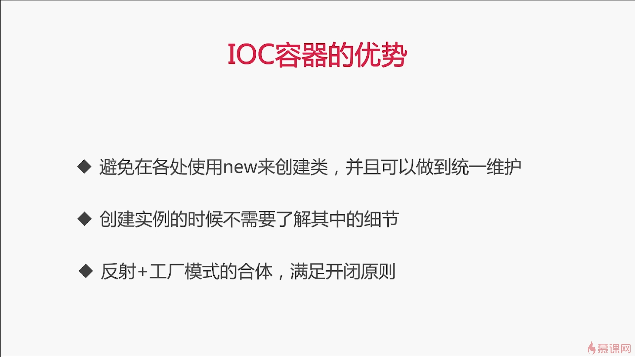 IOC容器的优势
◆ 避免在各处使用new来创建类，并且可以做到统一维护
◆ 创建实例的时候不需要了解其中的细节
◆ 反射+工厂模式的合体，满足开闭原则
慕课网